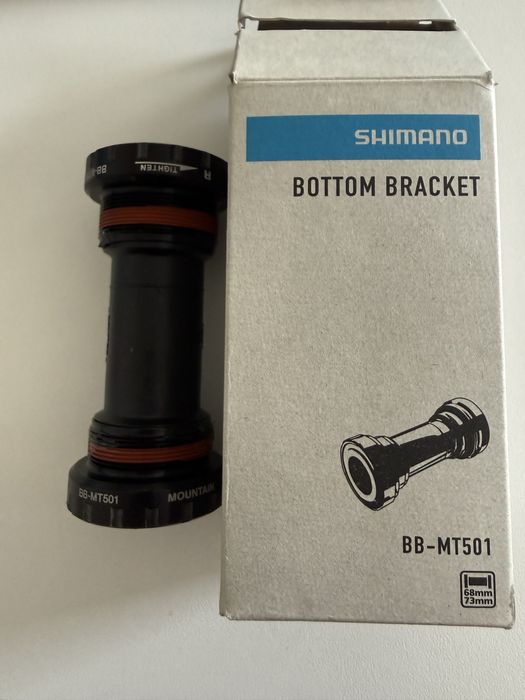 SHIMANO
BOTTOM BRACKET
BB-MT501
68mm
73mm
R
TIGHTEN
BB-MT501
MOUNTAIN